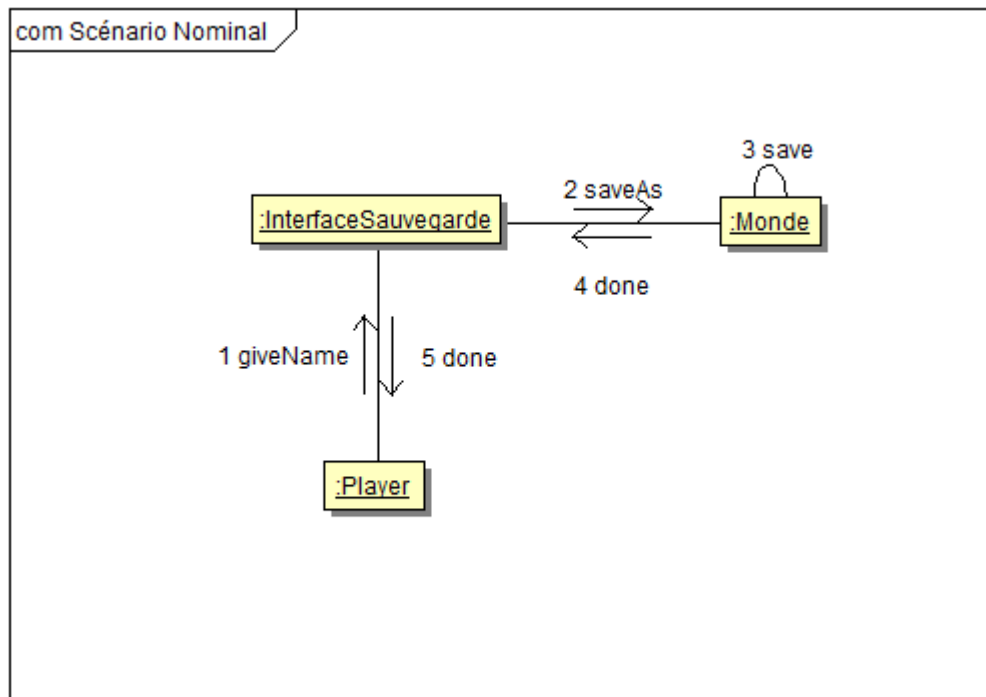 com Scénario Nominal
3 save
2 saveAs
:InterfaceSauvegarde
:Monde
4 done
1 giveName
5 done
:Player